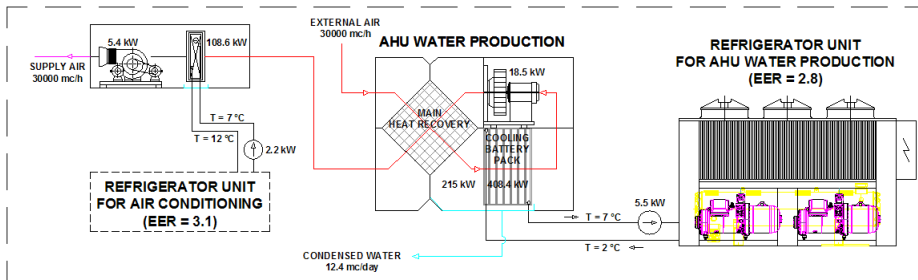 5.4 kW
108.6 kW
SUPPLY AIR
30000 mc/h
T = 7 °C
T = 12 °C
2.2 kW
REFRIGERATOR UNIT
FOR AIR CONDITIONING
(EER = 3.1)
EXTERNAL AIR
30000 mc/h
AHU WATER PRODUCTION
18.5 kW
MAIN
HEAT RECOVERY
COOLING
BATTERY
PACK
215 kW
408.4 kW
CONDENSED WATER
12.4 mc/day
T = 7 °C
T = 2 °C
5.5 kW
REFRIGERATOR UNIT
FOR AHU WATER PRODUCTION
(EER = 2.8)